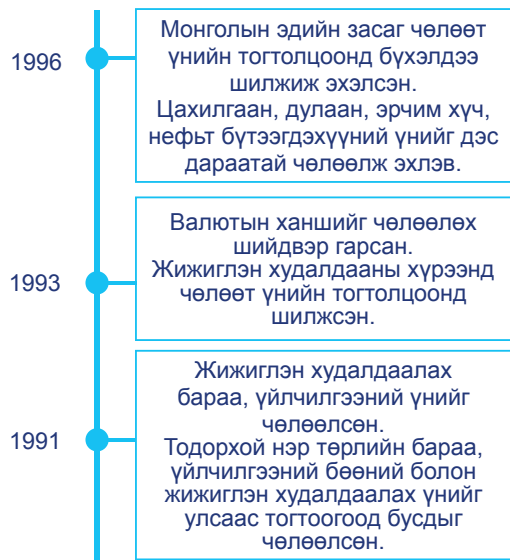 1996
Монголын эдийн засаг чөлөөт
үнийн тогтолцоонд бүхэлдээ
шилжиж эхэлсэн.
Цахилгаан, дулаан, эрчим хүч,
нефьт бүтээгдэхүүний үнийг дэс
дараатай чөлөөлж эхлэв.
1993
Валютын ханшийг чөлөөлөх
шийдвэр гарсан.
Жижиглэн худалдааны хүрээнд
чөлөөт үнийн тогтолцоонд
шилжсэн.
1991
Жижиглэн худалдаалах
бараа, үйлчилгээний үнийг
чөлөөлсөн.
Тодорхой нэр төрлийн бараа,
үйлчилгээний бөөний болон
жижиглэн худалдаалах үнийг
улсаас тогтоогоод бусдыг
чөлөөлсөн.